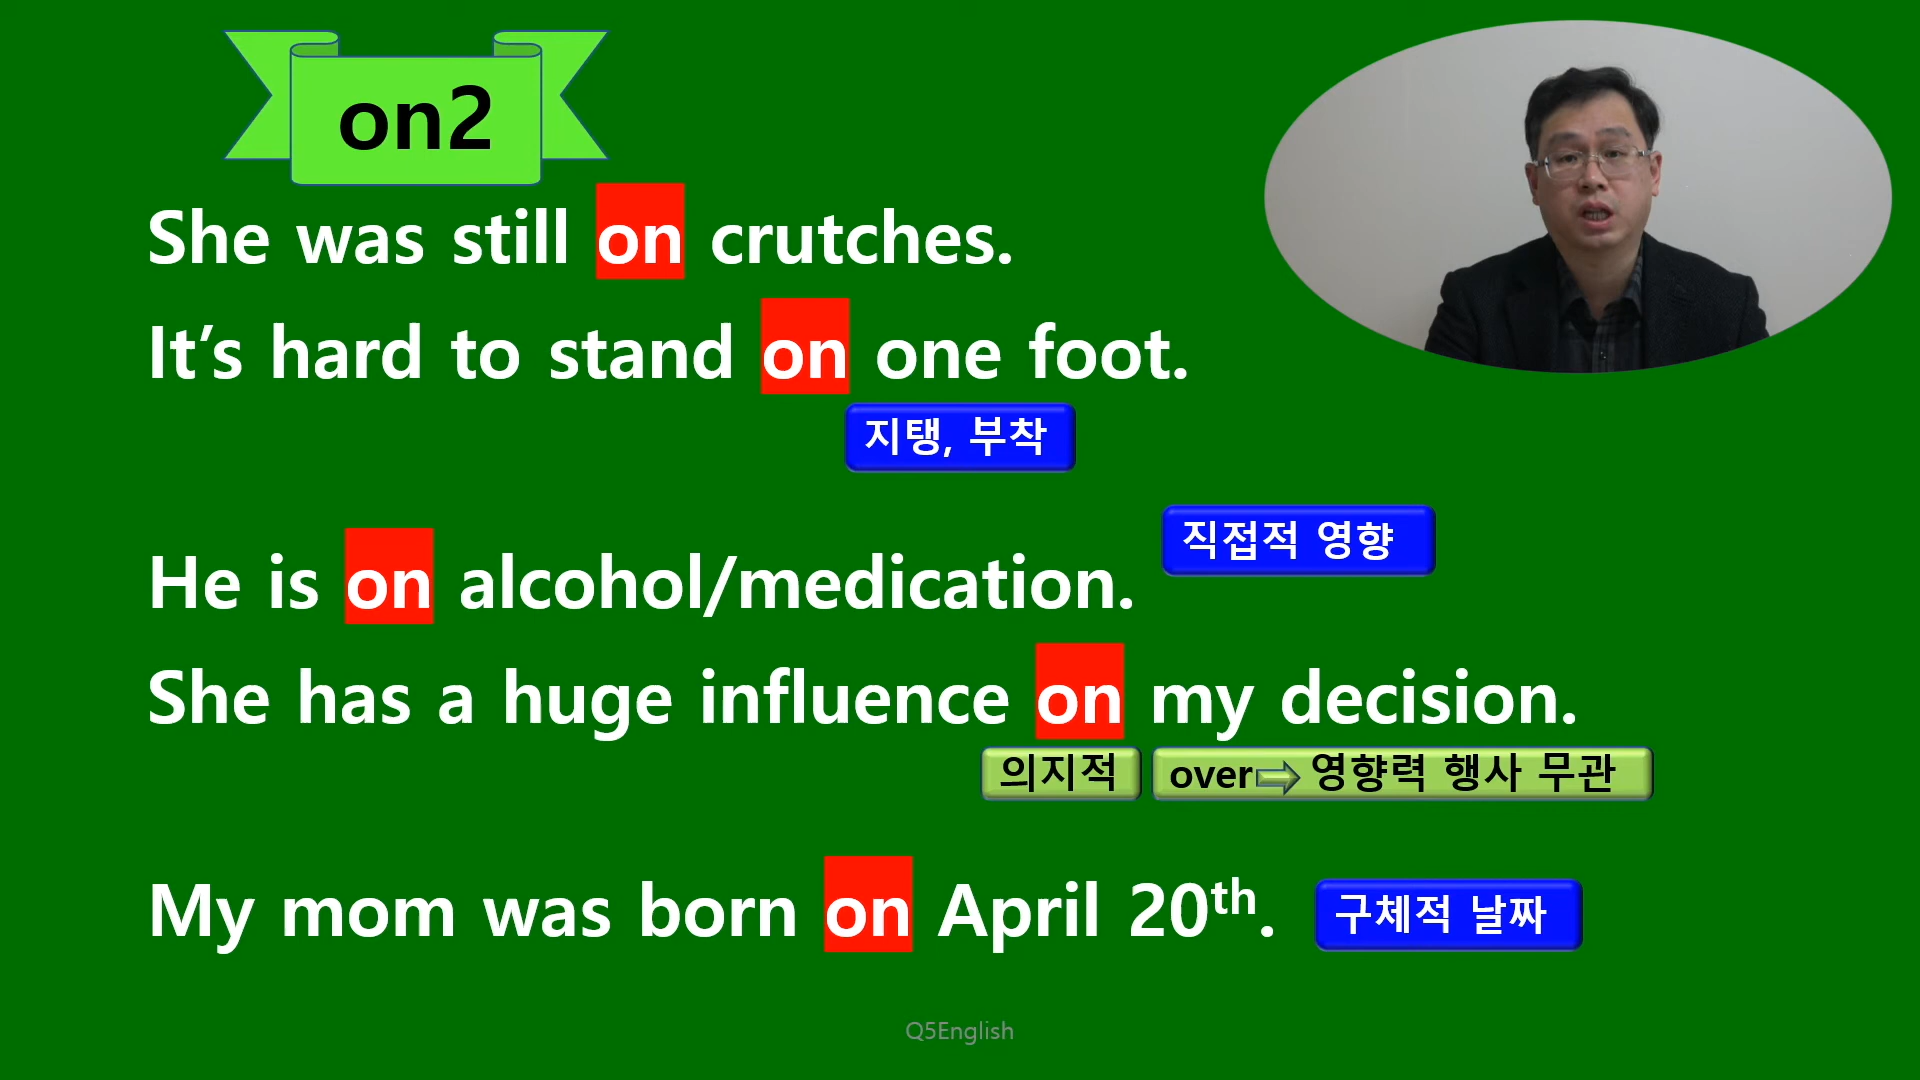 on2
She was still on crutches.
It’s hard to stand on one foot.
지탱, 부착
직접적 영향
He is on alcohol/medication.
She has a huge influence on my decision.
의지적
over⇨ 영향력 행사 무관
My mom was born on April 20th.
구체적 날짜
Q5English